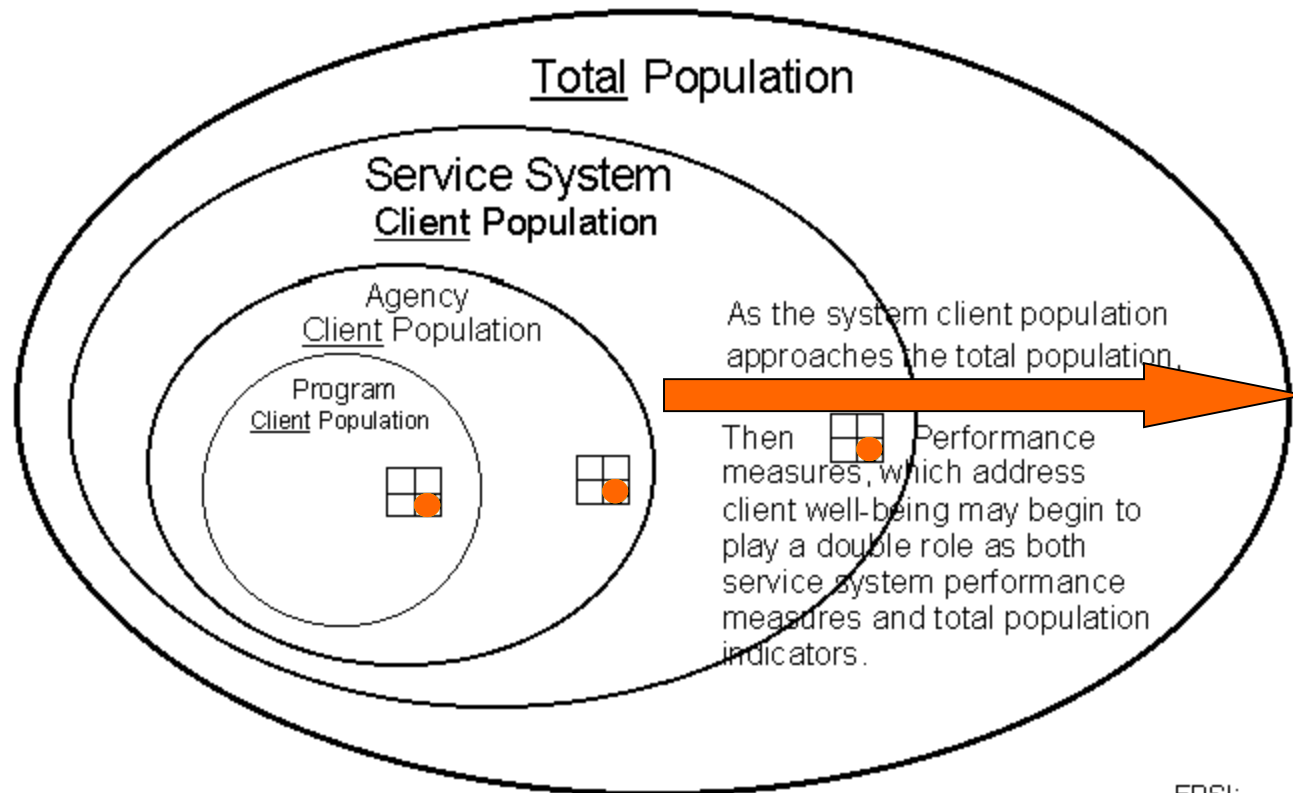 Total Population
Service System
Client Population
Agency
Client Population
Program
Client Population
As the system client population
approaches the total population,
Then Performance
measures, which address
client well-being may begin to
play a double role as both
service system performance
measures and total population
indicators.